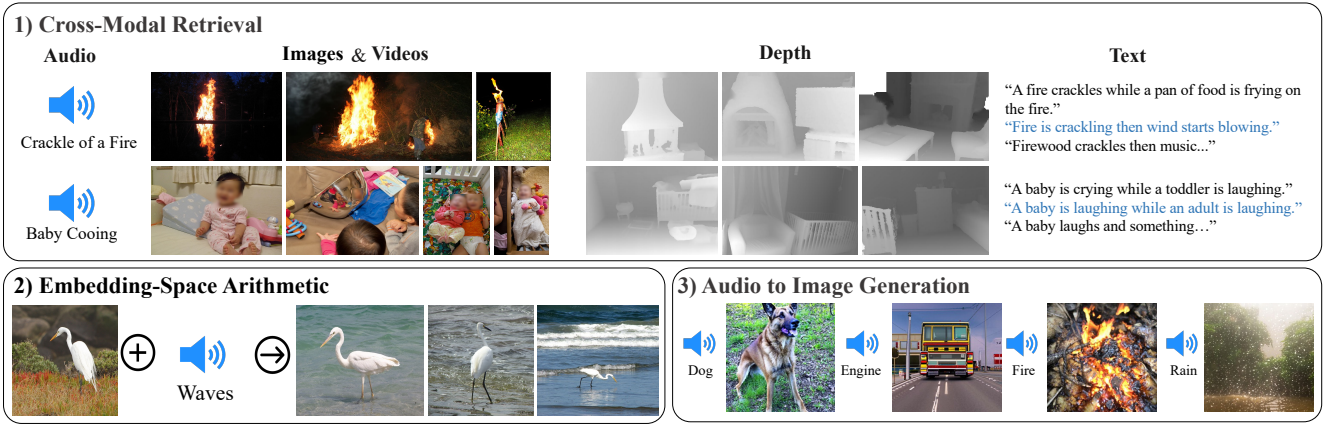 1) Cross-Modal Retrieval
Audio
Images & Videos
Depth
Text
Crackle of a Fire
“A fire crackles while a pan of food is frying on
the fire.”
“Fire is crackling then wind starts blowing.”
“Firewood crackles then music...”
Baby Cooing
“A baby is crying while a toddler is laughing.”
“A baby is laughing while an adult is laughing.”
“A baby laughs and something…”
2) Embedding-Space Arithmetic
Waves
3) Audio to Image Generation
Dog
Engine
Fire
Rain